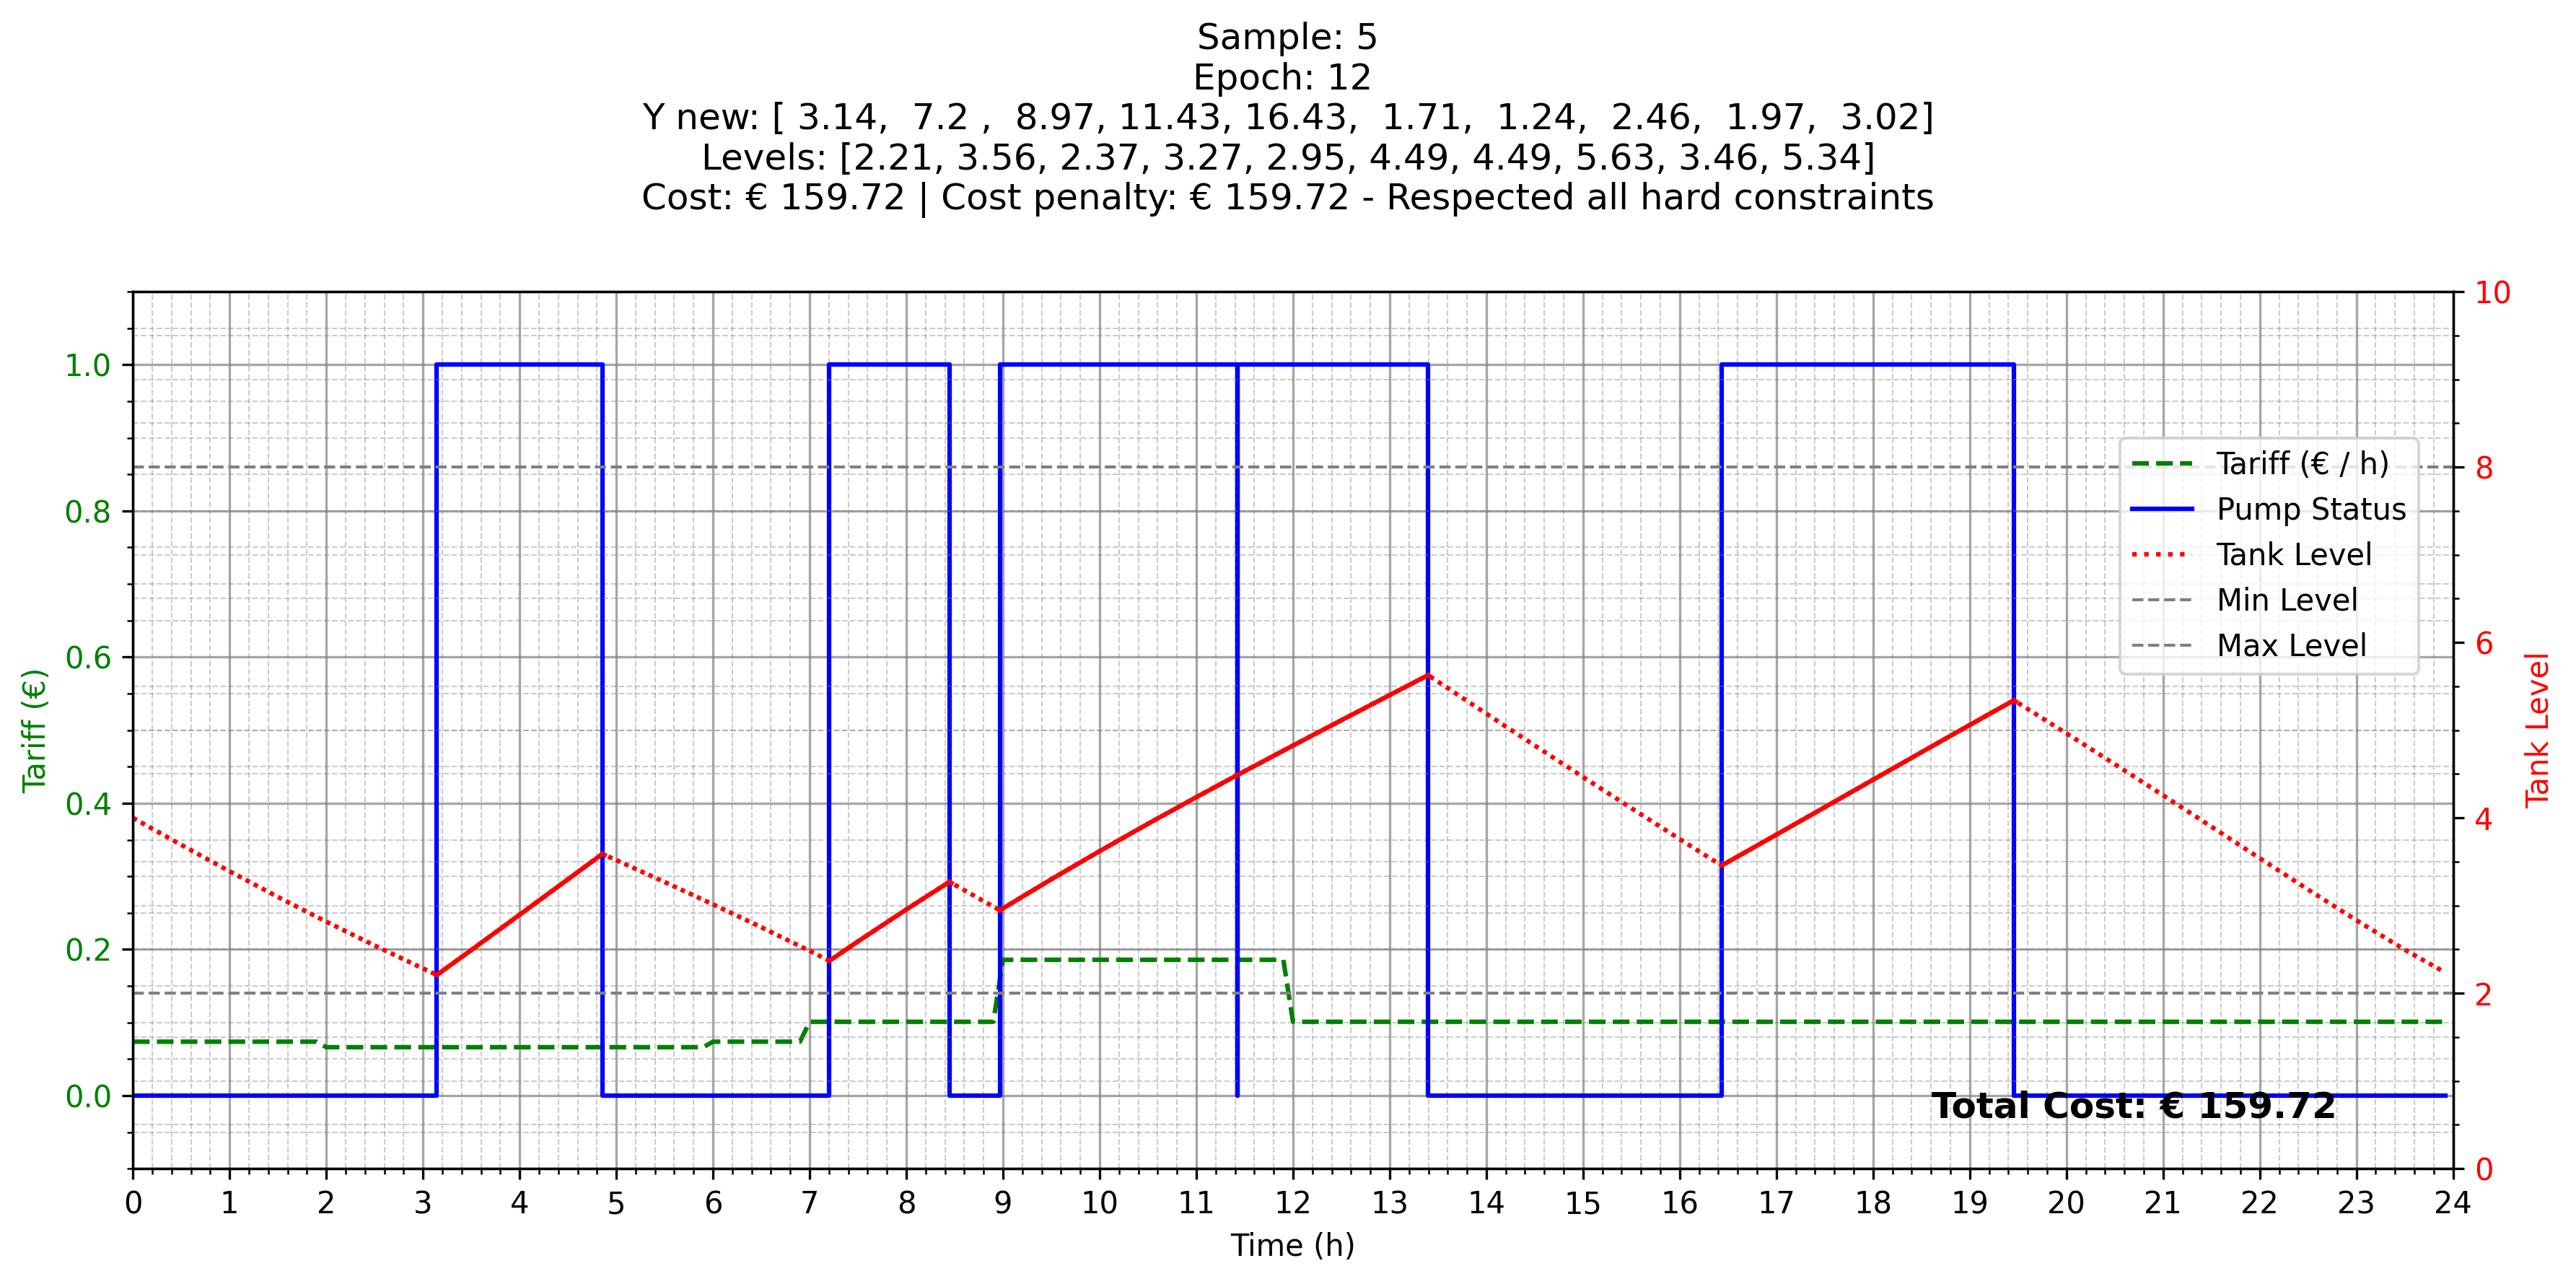 Sample: 5
Epoch: 12
Y new: [ 3.14,  7.2 ,  8.97, 11.43, 16.43,  1.71,  1.24,  2.46,  1.97,  3.02]
Levels: [2.21, 3.56, 2.37, 3.27, 2.95, 4.49, 4.49, 5.63, 3.46, 5.34]
Cost: € 159.72 | Cost penalty: € 159.72 - Respected all hard constraints
Tariff (€)
1.0
0.8
0.6
0.4
0.2
0.0
10
8
6
4
2
0
Tank Level
Tariff (€ / h)
Pump Status
Tank Level
Min Level
Max Level
Total Cost: € 159.72
0 1 2 3 4 5 6 7 8 9 10 11 12 13 14 15 16 17 18 19 20 21 22 23 24
Time (h)